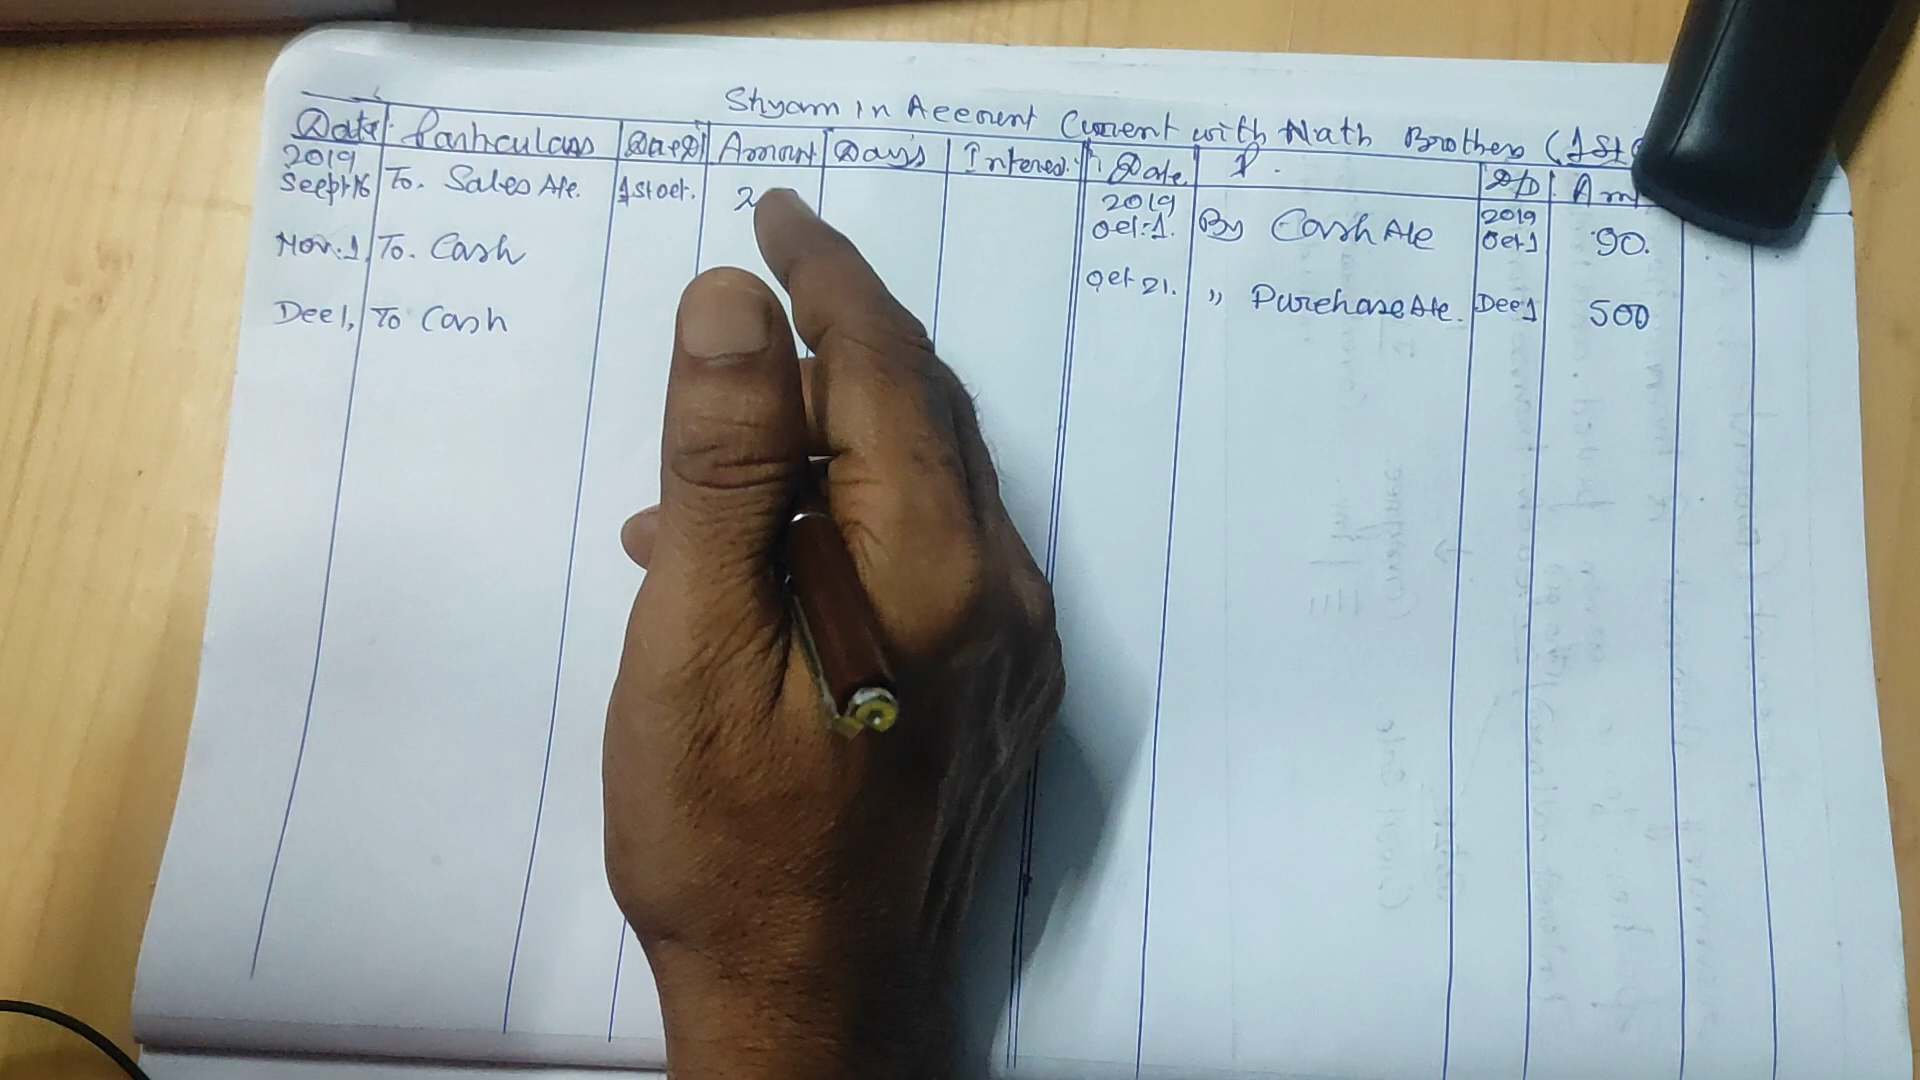 Shyam in Account Current with Nath Brothers (1st
Date Particulars Due D Amount Days Interest Date P. D/D Am
2019 2019 2019
Sept 16 To. Sales A/c. 1st oct. 2 Oct: 1. By Cash A/c Oct 1 90.
Nov. 1, To. Cash
Oct 21. ,, Purchase A/c. Dec 1 500
Dec 1, To Cash